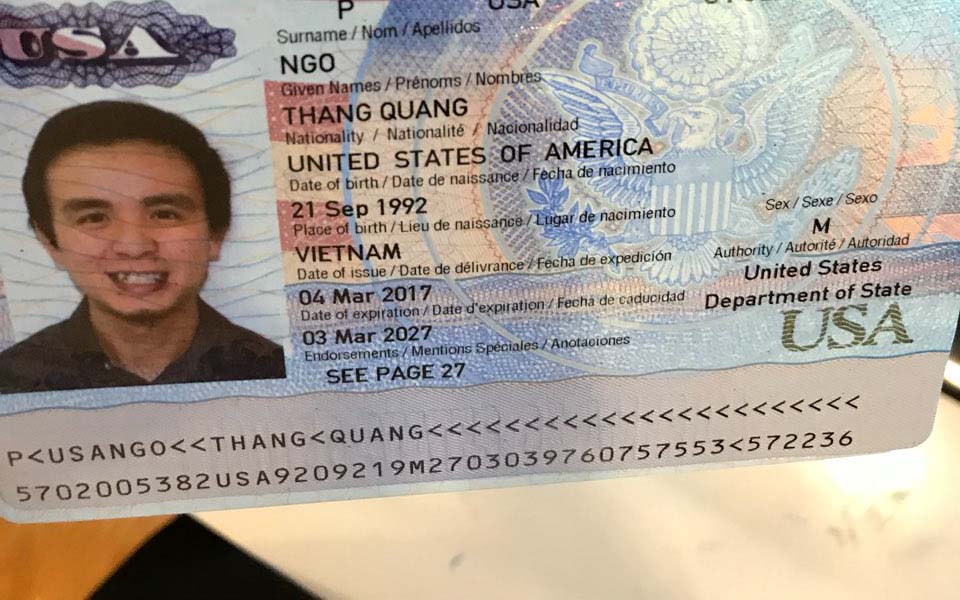 P USA
USA
Surname / Nom / Apellidos
NGO
Given Names / Prénoms / Nombres
THANG QUANG
Nationality / Nationalité / Nacionalidad
UNITED STATES OF AMERICA
Date of birth / Date de naissance / Fecha de nacimiento
21 Sep 1992
Place of birth / Lieu de naissance / Lugar de nacimiento
VIETNAM
Date of issue / Date de délivrance / Fecha de expedición
04 Mar 2017
Date of expiration / Date d'expiration / Fecha de caducidad
03 Mar 2027
Endorsements / Mentions Spéciales / Anotaciones
SEE PAGE 27
Sex / Sexe / Sexo
M
Authority / Autorité / Autoridad
United States
Department of State
USA
P<USANGO<<THANG<QUANG<<<<<<<<<<<<<<<<<<<<<<<
5702005382USA9209219M2703039760757553<572236